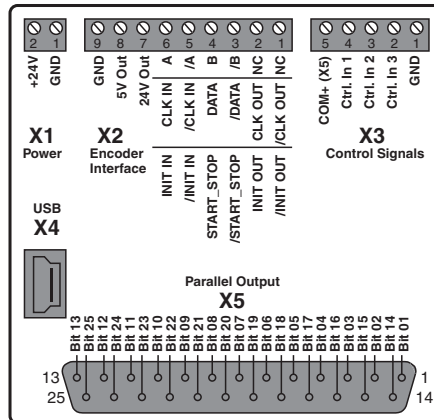 2 1
+24V
GND
X1
Power
9 8 7 6 5 4 3 2 1
GND
5V Out
24V Out
A
/A
B
/B
NC
NC
CLK IN
/CLK IN
DATA
/DATA
CLK OUT
/CLK OUT
INIT IN
/INIT IN
START_STOP
/START_STOP
INIT OUT
/INIT OUT
X2
Encoder
Interface
5 4 3 2 1
COM+ (X5)
Ctrl. In 1
Ctrl. In 2
Ctrl. In 3
GND
X3
Control Signals
USB
X4
Parallel Output
X5
Bit 13
Bit 25
Bit 12
Bit 24
Bit 11
Bit 23
Bit 10
Bit 22
Bit 09
Bit 21
Bit 08
Bit 20
Bit 07
Bit 19
Bit 06
Bit 18
Bit 05
Bit 17
Bit 04
Bit 16
Bit 03
Bit 15
Bit 02
Bit 14
Bit 01
13
1
25
14